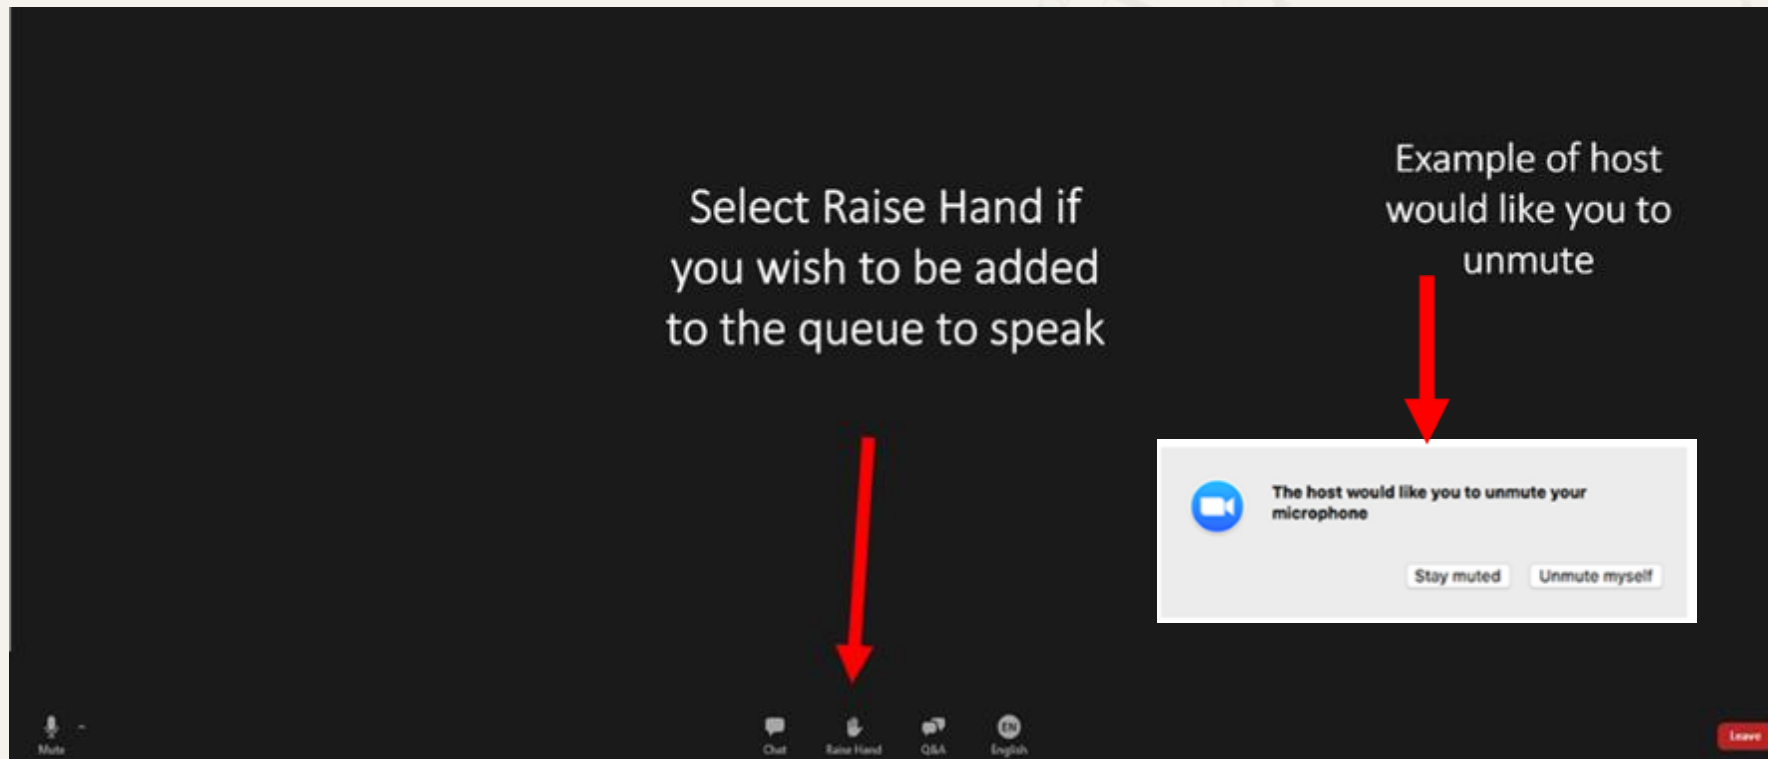 Select Raise Hand if
you wish to be added
to the queue to speak
Example of host
would like you to
unmute
The host would like you to unmute your
microphone
Stay muted
Unmute myself
Mute
Chat
Raise Hand
Q&A
EN
English
Leave